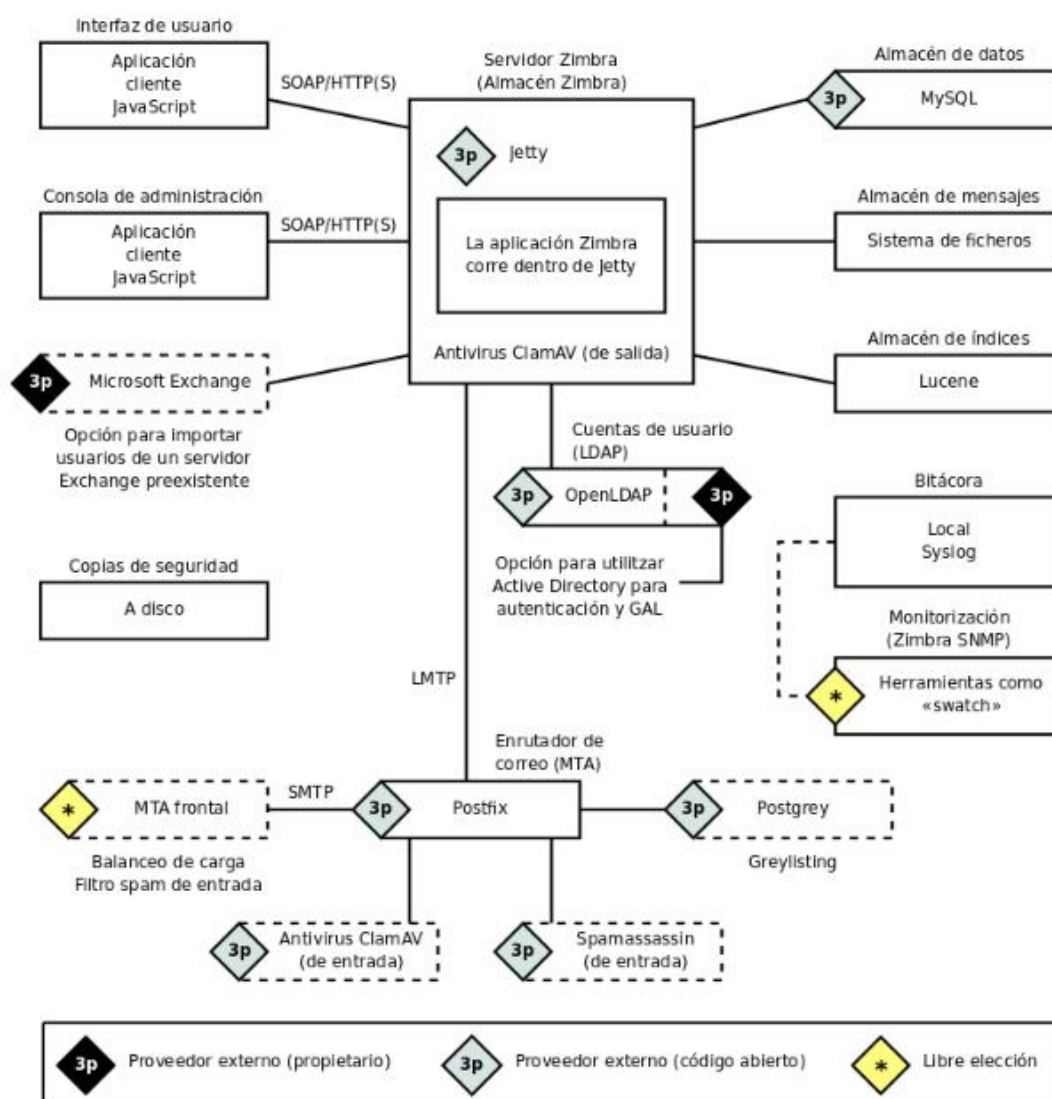 Interfaz de usuario
Aplicación
cliente
JavaScript
SOAP/HTTP(S)
Servidor Zimbra
(Almacén Zimbra)
3p
Jetty
La aplicación Zimbra
corre dentro de Jetty
Antivirus ClamAV (de salida)
Almacén de datos
3p
MySQL
Consola de administración
Aplicación
cliente
JavaScript
SOAP/HTTP(S)
Almacén de mensajes
Sistema de ficheros
3p
Microsoft Exchange
Opción para importar
usuarios de un servidor
Exchange preexistente
Almacén de índices
Lucene
Cuentas de usuario
(LDAP)
3p
OpenLDAP
3p
Opción para utilitzar
Active Directory para
autenticación y GAL
Bitácora
Local
Syslog
Copias de seguridad
A disco
Monitorización
(Zimbra SNMP)
*
Herramientas como
«swatch»
LMTP
Enrutador de
correo (MTA)
*
MTA frontal
SMTP
3p
Postfix
3p
Postgrey
Balanceo de carga
Filtro spam de entrada
Greylisting
3p
Antivirus ClamAV
(de entrada)
3p
Spamassassin
(de entrada)
3p
Proveedor externo (propietario)
3p
Proveedor externo (código abierto)
*
Libre elección